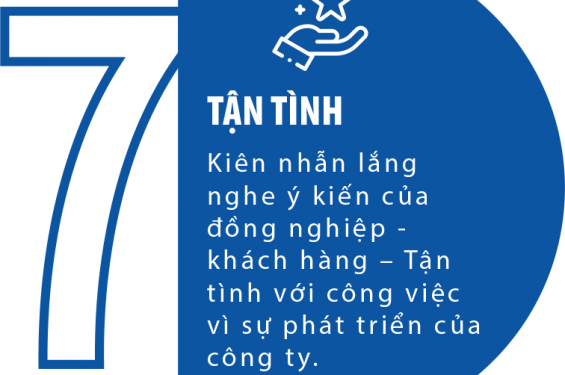 7
TẬN TÌNH
Kiên nhẫn lắng
nghe ý kiến của
đồng nghiệp -
khách hàng – Tận
tình với công việc
vì sự phát triển của
công ty.